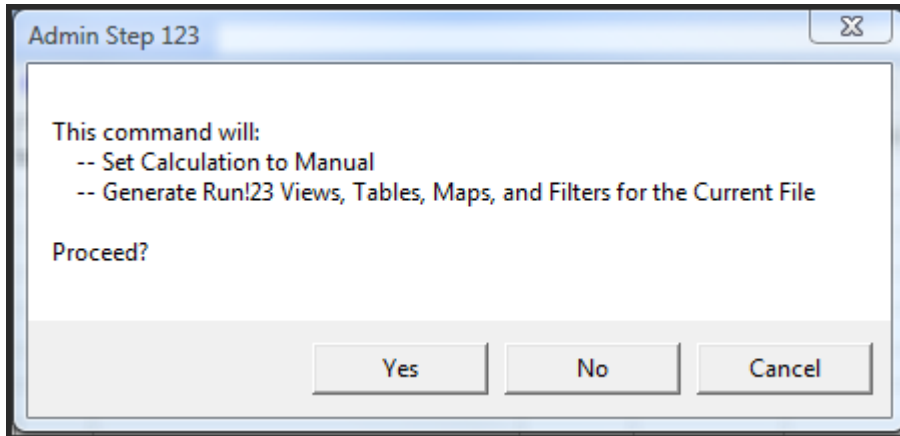 Admin Step 123
This command will:
-- Set Calculation to Manual
-- Generate Run!23 Views, Tables, Maps, and Filters for the Current File
Proceed?
Yes No Cancel